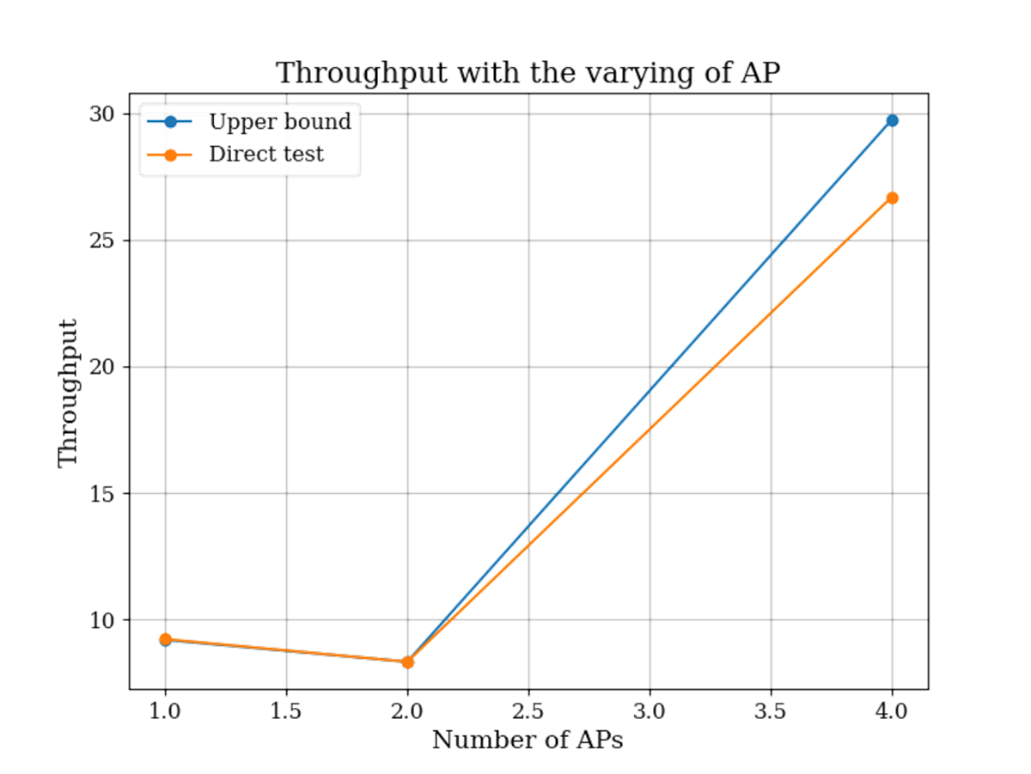 Throughput with the varying of AP
Upper bound
Direct test
30
25
20
15
10
Throughput
1.0 1.5 2.0 2.5 3.0 3.5 4.0
Number of APs